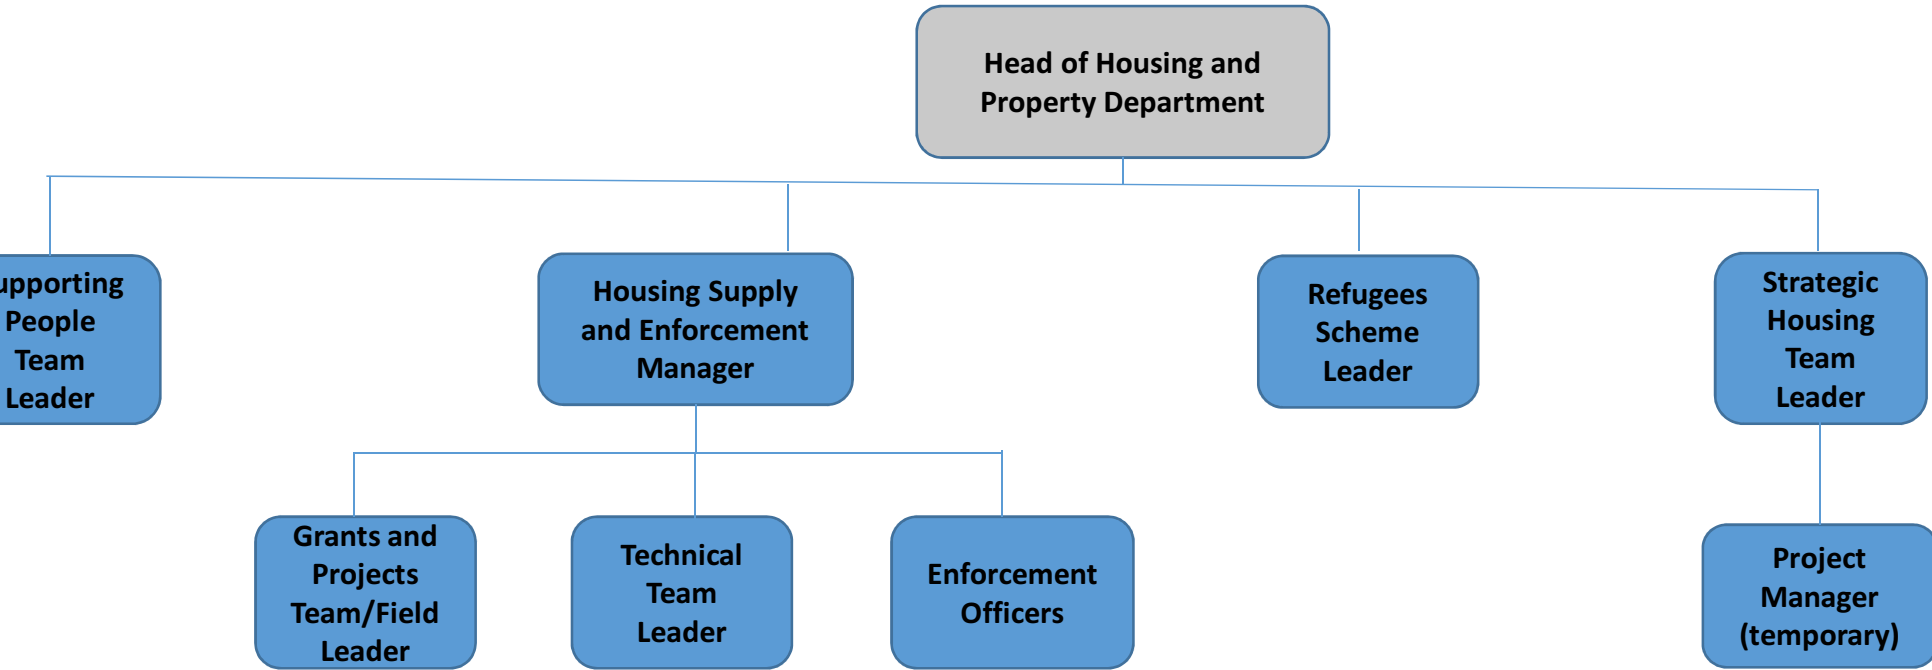 Head of Housing and
Property Department
upporting
People
Team
Leader
Housing Supply
and Enforcement
Manager
Refugees
Scheme
Leader
Strategic
Housing
Team
Leader
Grants and
Projects
Team/Field
Leader
Technical
Team
Leader
Enforcement
Officers
Project
Manager
(temporary)